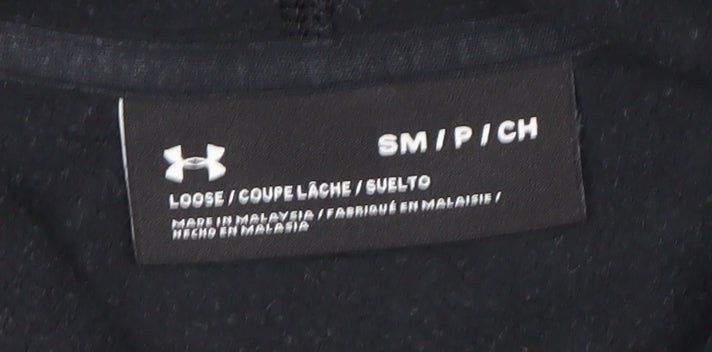 SM / P / CH
LOOSE / COUPE LÂCHE / SUELTO
MADE IN MALAYSIA / FABRIQUÉ EN MALAISIE /
HECHO EN MALASIA